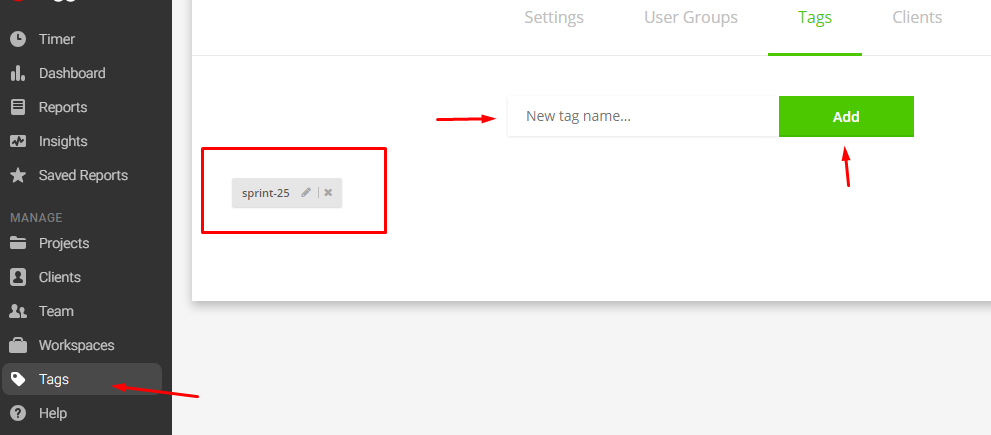 Timer
Dashboard
Reports
Insights
Saved Reports
MANAGE
Projects
Clients
Team
Workspaces
Tags
Help
Settings User Groups Tags Clients
New tag name... Add
sprint-25